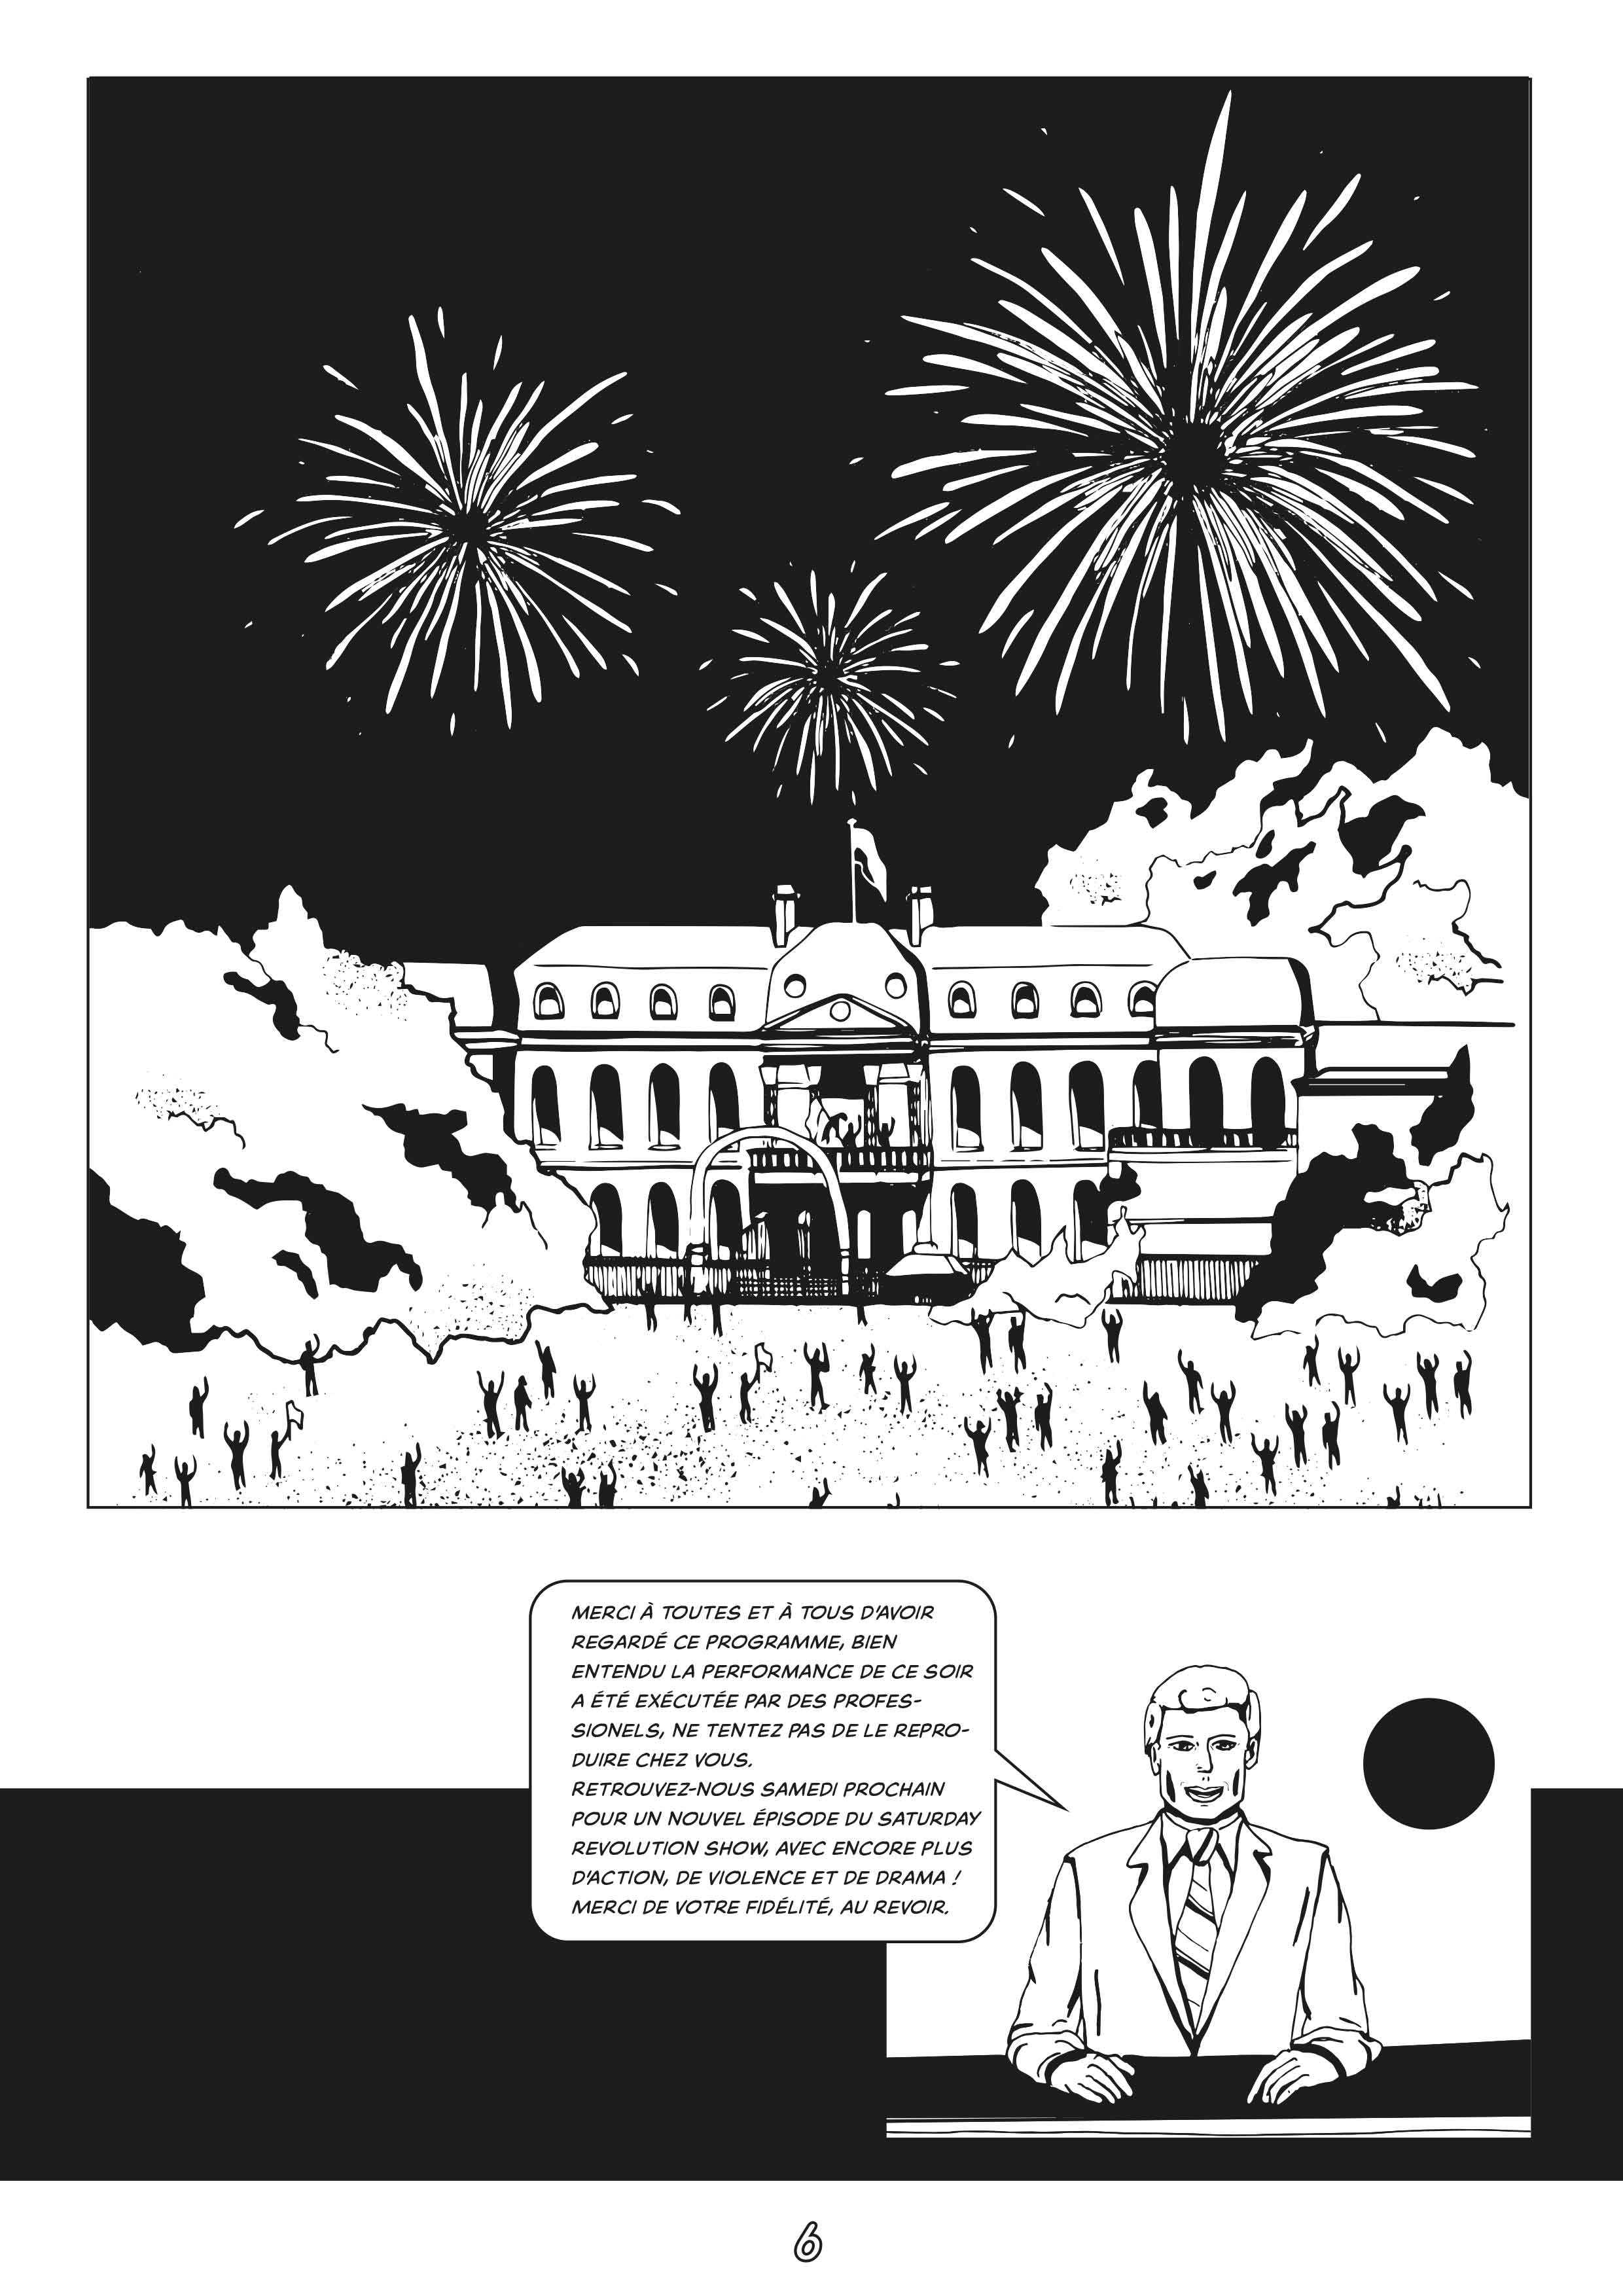 MERCI À TOUTES ET À TOUS D'AVOIR
REGARDÉ CE PROGRAMME, BIEN
ENTENDU LA PERFORMANCE DE CE SOIR
A ÉTÉ EXÉCUTÉE PAR DES PROFES-
SIONELS, NE TENTEZ PAS DE LE REPRO-
DUIRE CHEZ VOUS.
RETROUVEZ-NOUS SAMEDI PROCHAIN
POUR UN NOUVEL ÉPISODE DU SATURDAY
REVOLUTION SHOW, AVEC ENCORE PLUS
D'ACTION, DE VIOLENCE ET DE DRAMA !
MERCI DE VOTRE FIDÉLITÉ, AU REVOIR.
6